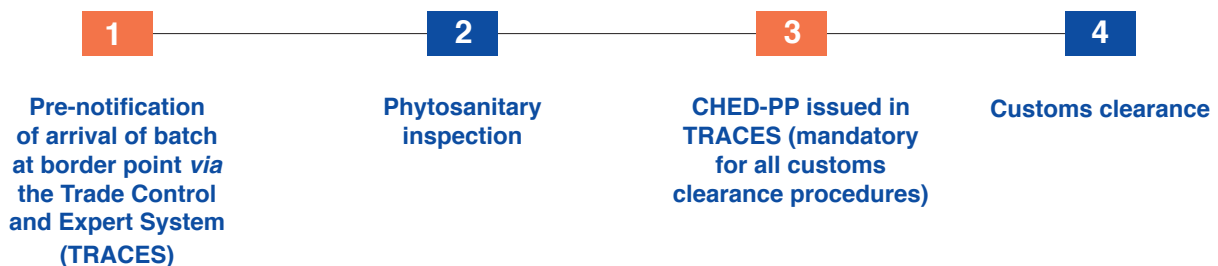 1
Pre-notification
of arrival of batch
at border point via
the Trade Control
and Expert System
(TRACES)
2
Phytosanitary
inspection
3
CHED-PP issued in
TRACES (mandatory
for all customs
clearance procedures)
4
Customs clearance